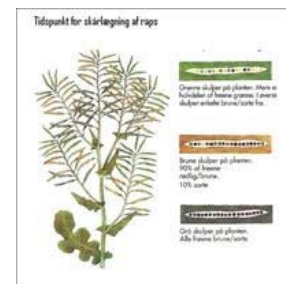 Tidspunkt for skårlægning af raps
Grønne skulper på planten. Mere e
halvdelen af frøene grønne. I øverste
skulper enkelte brune/sorte frø.
Brune skulper på planten.
90% af frøene
rødlig/brune.
10% sorte
Grå skulper på planten.
Alle frøene brune/sorte.